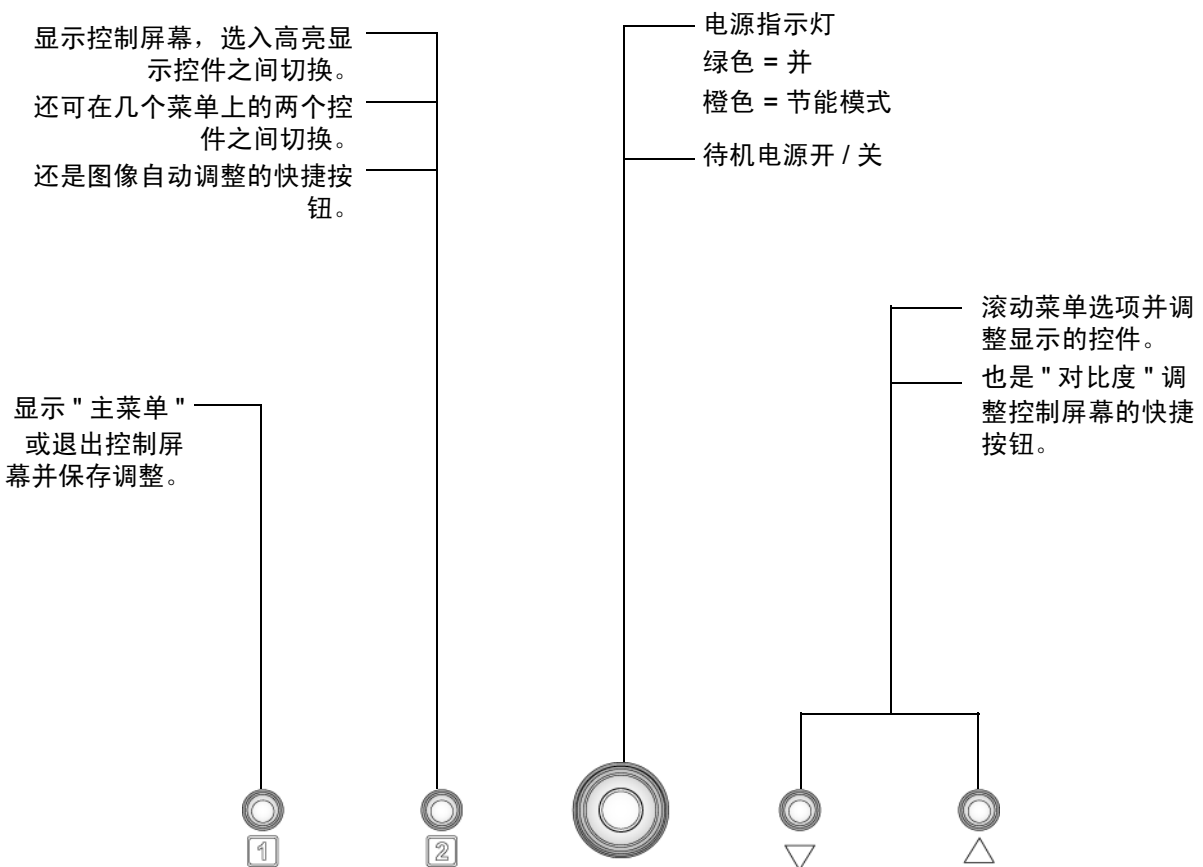 显示控制屏幕，选入高亮显
示控件之间切换。
还可在几个菜单上的两个控
件之间切换。
还是图像自动调整的快捷按
钮。
电源指示灯
绿色 = 并
橙色 = 节能模式
待机电源开 / 关
滚动菜单选项并调
整显示的控件。
也是 " 对比度 " 调
整控制屏幕的快捷
按钮。
显示 " 主菜单 "
或退出控制屏
幕并保存调整。
1
2